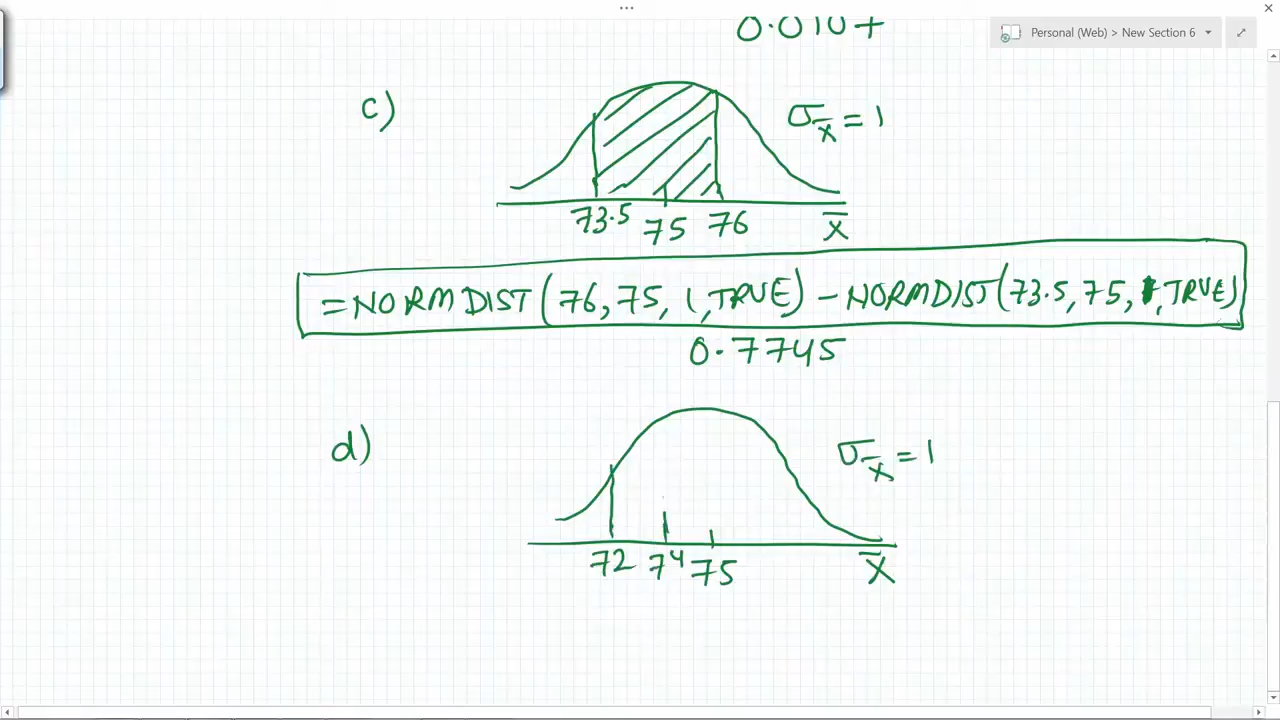 0.0107
Personal (Web) > New Section 6
c)
σx̅ = 1
73.5 75 76 x̅
=NORMDIST(76,75,1,TRUE) - NORMDIST(73.5,75,1,TRUE)
0.7745
d)
σx̅ = 1
72 74 75 x̅